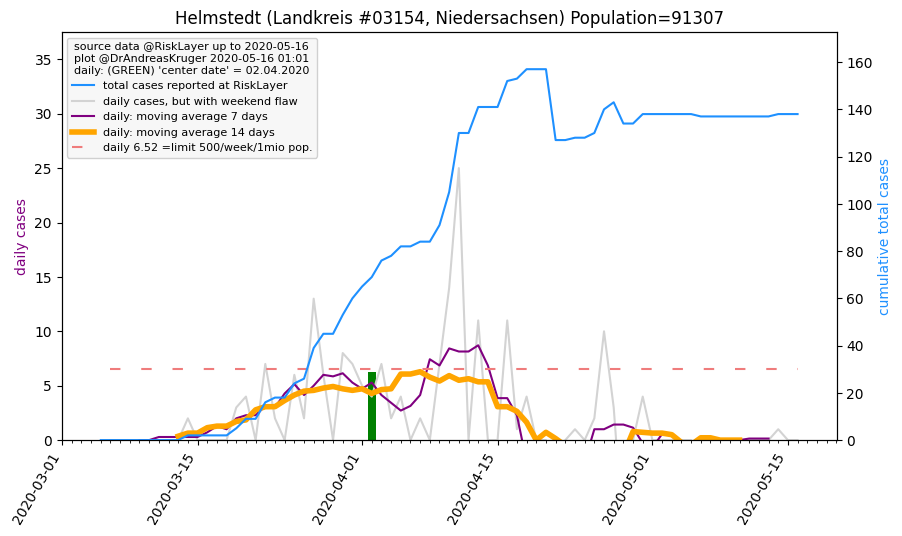 Helmstedt (Landkreis #03154, Niedersachsen) Population=91307
source data @RiskLayer up to 2020-05-16
plot @DrAndreasKruger 2020-05-16 01:01
daily: (GREEN) 'center date' = 02.04.2020
total cases reported at RiskLayer
daily cases, but with weekend flaw
daily: moving average 7 days
daily: moving average 14 days
daily 6.52 =limit 500/week/1mio pop.
35
30
25
20
15
10
5
0
daily cases
160
140
120
100
80
60
40
20
0
cumulative total cases
2020-03-01
2020-03-15
2020-04-01
2020-04-15
2020-05-01
2020-05-15